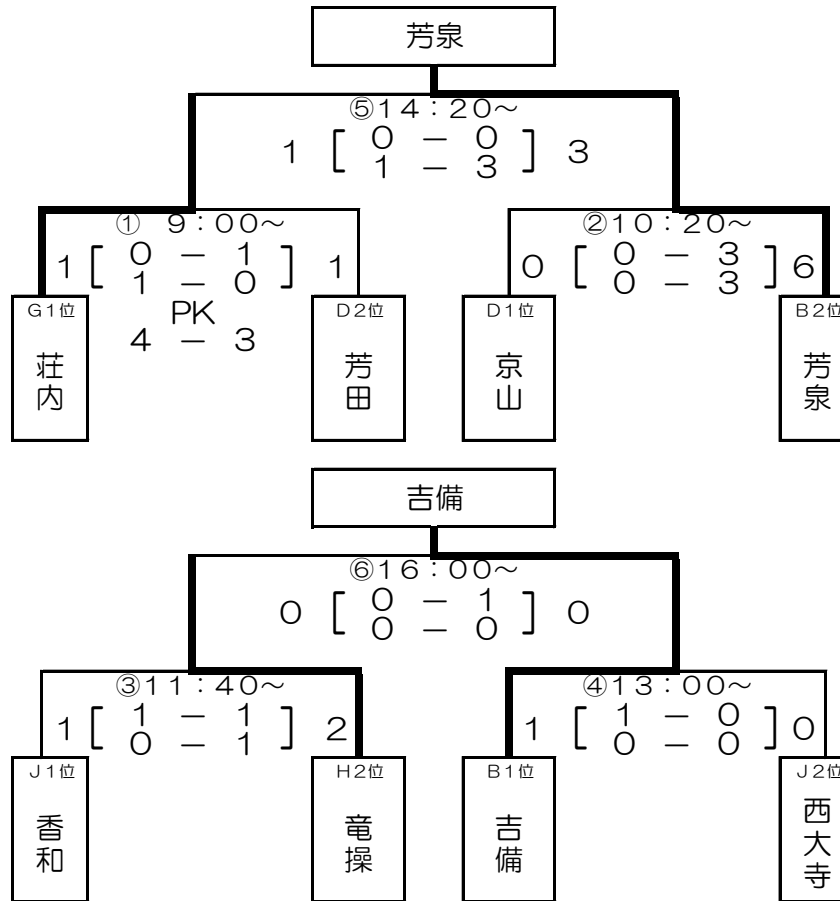 芳泉
⑤14：20～
1 [ 0 － 0 ] 3
1 － 3
① 9：00～
②10：20～
1 [ 0 － 1 ] 1
1 － 0
0 [ 0 － 3 ] 6
0 － 3
PK
4 － 3
G1位
荘内
D2位
芳田
D1位
京山
B2位
芳泉
吉備
⑥16：00～
0 [ 0 － 1 ] 0
0 － 0
③11：40～
④13：00～
1 [ 1 － 1 ] 2
0 － 1
1 [ 1 － 0 ] 0
0 － 0
J1位
香和
H2位
竜操
B1位
吉備
J2位
西大寺